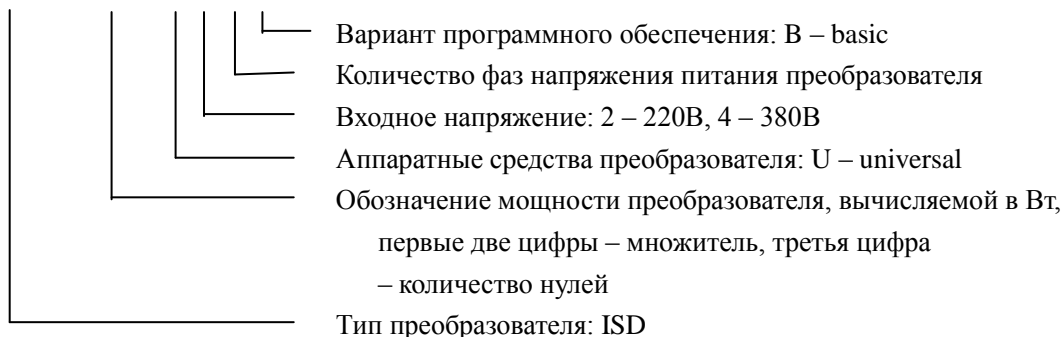 Вариант программного обеспечения: B – basic
Количество фаз напряжения питания преобразователя
Входное напряжение: 2 – 220В, 4 – 380В
Аппаратные средства преобразователя: U – universal
Обозначение мощности преобразователя, вычисляемой в Вт,
первые две цифры – множитель, третья цифра
– количество нулей
Тип преобразователя: ISD